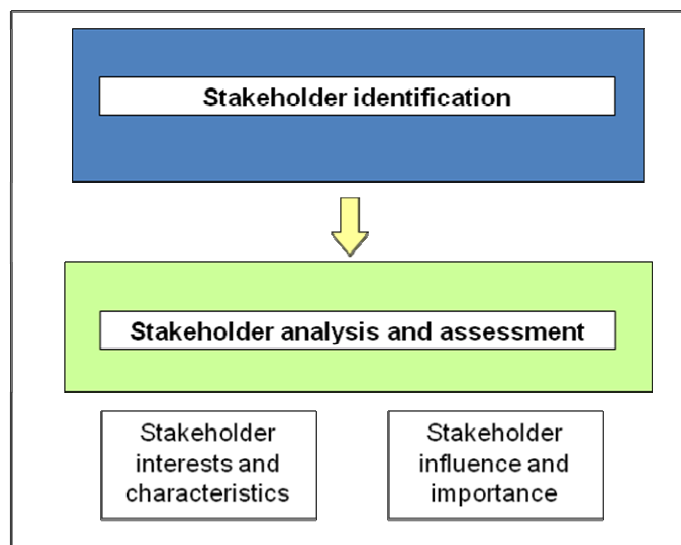 Stakeholder identification
Stakeholder analysis and assessment
Stakeholder
interests and
characteristics
Stakeholder
influence and
importance